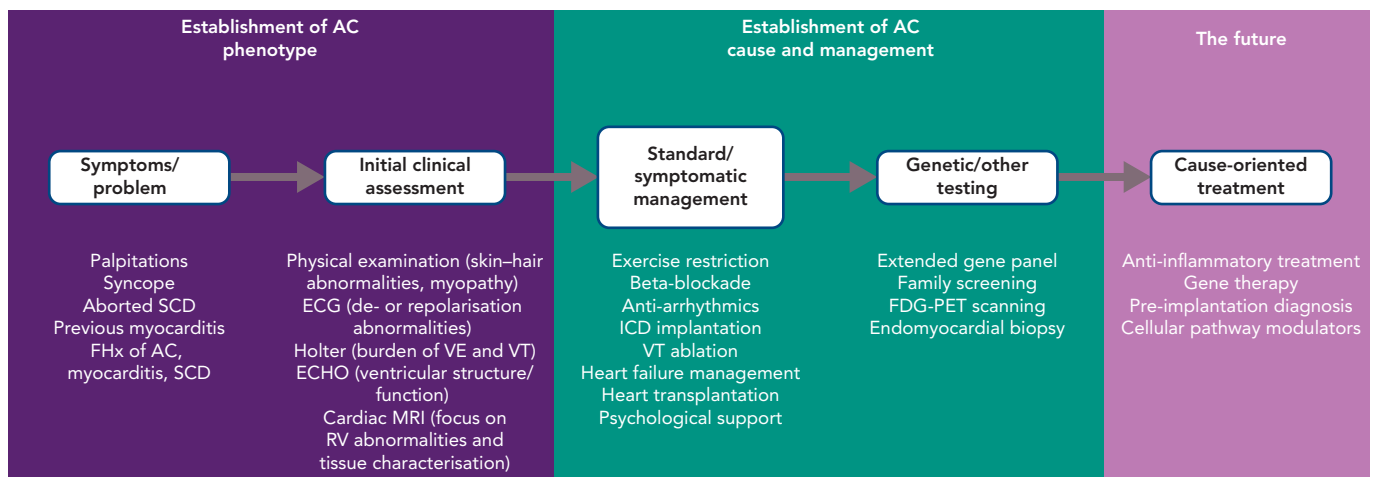 Establishment of AC
phenotype
Establishment of AC
cause and management
The future
Symptoms/
problem
Initial clinical
assessment
Standard/
symptomatic
management
Genetic/other
testing
Cause-oriented
treatment
Palpitations
Syncope
Aborted SCD
Previous myocarditis
FHx of AC,
myocarditis, SCD
Physical examination (skin–hair
abnormalities, myopathy)
ECG (de- or repolarisation
abnormalities)
Holter (burden of VE and VT)
ECHO (ventricular structure/
function)
Cardiac MRI (focus on
RV abnormalities and
tissue characterisation)
Exercise restriction
Beta-blockade
Anti-arrhythmics
ICD implantation
VT ablation
Heart failure management
Heart transplantation
Psychological support
Extended gene panel
Family screening
FDG-PET scanning
Endomyocardial biopsy
Anti-inflammatory treatment
Gene therapy
Pre-implantation diagnosis
Cellular pathway modulators